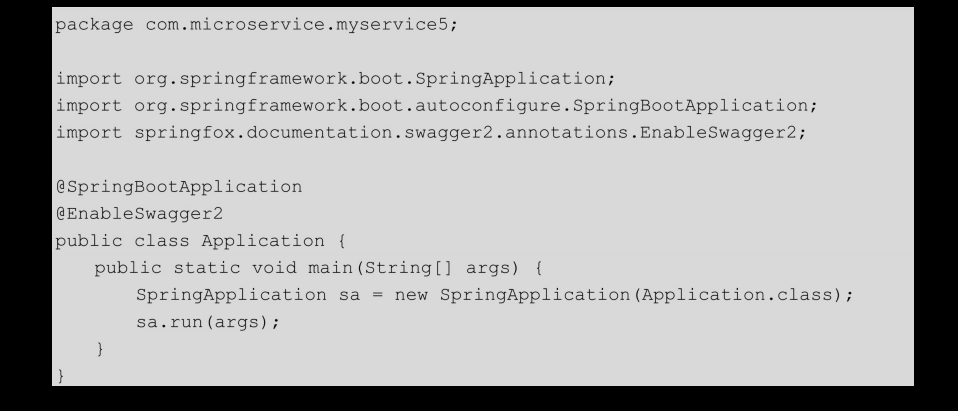 package com.microservice.myservice5;
import org.springframework.boot.SpringApplication;
import org.springframework.boot.autoconfigure.SpringBootApplication;
import springfox.documentation.swagger2.annotations.EnableSwagger2;
@SpringBootApplication
@EnableSwagger2
public class Application {
public static void main(String[] args) {
SpringApplication sa = new SpringApplication(Application.class);
sa.run(args);
}
}